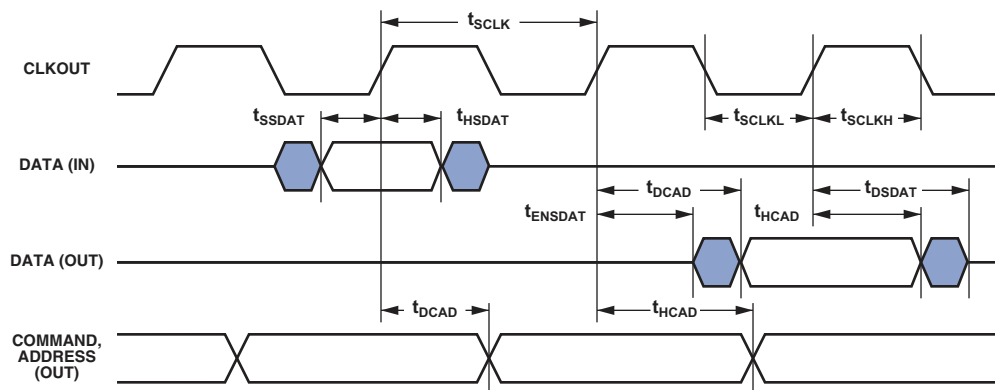 tSCLK
CLKOUT
tSSDAT
tHSDAT
tSCLKL
tSCLKH
DATA (IN)
tDCAD
tDSDAT
tENSDAT
tHCAD
DATA (OUT)
tDCAD
tHCAD
COMMAND,
ADDRESS
(OUT)